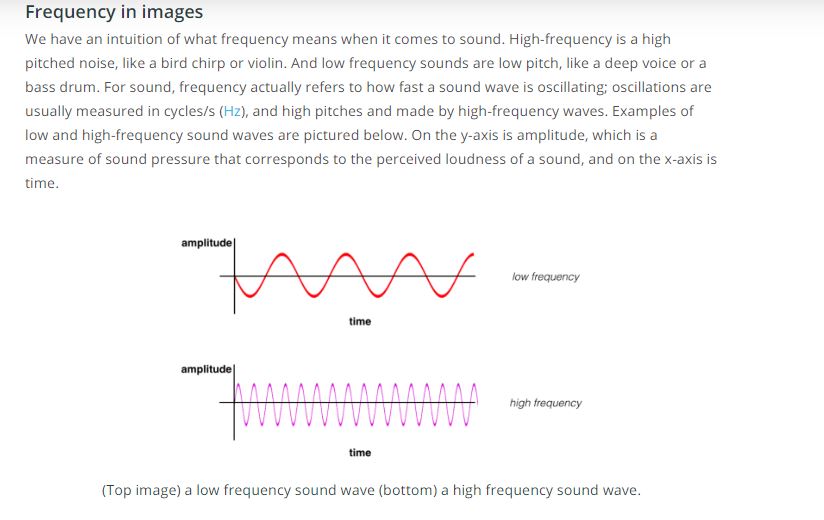 Frequency in images
We have an intuition of what frequency means when it comes to sound. High-frequency is a high
pitched noise, like a bird chirp or violin. And low frequency sounds are low pitch, like a deep voice or a
bass drum. For sound, frequency actually refers to how fast a sound wave is oscillating; oscillations are
usually measured in cycles/s (Hz), and high pitches and made by high-frequency waves. Examples of
low and high-frequency sound waves are pictured below. On the y-axis is amplitude, which is a
measure of sound pressure that corresponds to the perceived loudness of a sound, and on the x-axis is
time.
amplitude
low frequency
time
amplitude
high frequency
time
(Top image) a low frequency sound wave (bottom) a high frequency sound wave.